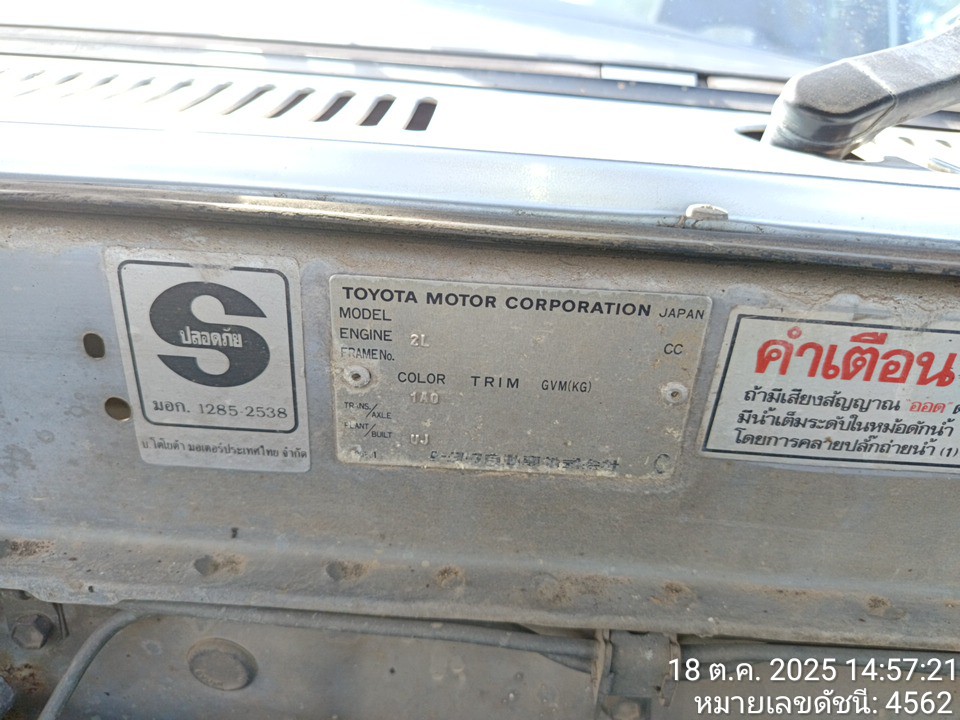 S
ปลอดภัย
มอก. 1285-2538
บ.โตโยต้า มอเตอร์ประเทศไทย จำกัด
TOYOTA MOTOR CORPORATION JAPAN
MODEL
ENGINE 2L CC
FRAME No.
COLOR TRIM GVM(KG)
1A0
TRANS./AXLE
PLANT/BUILT UJ
C
คำเตือน
ถ้ามีเสียงสัญญาณ "ออด"
มีน้ำเต็มระดับในหม้อดักน้ำ
โดยการคลายปลั๊กถ่ายน้ำ (1)
18 ต.ค. 2025 14:57:21
หมายเลขดัชนี: 4562